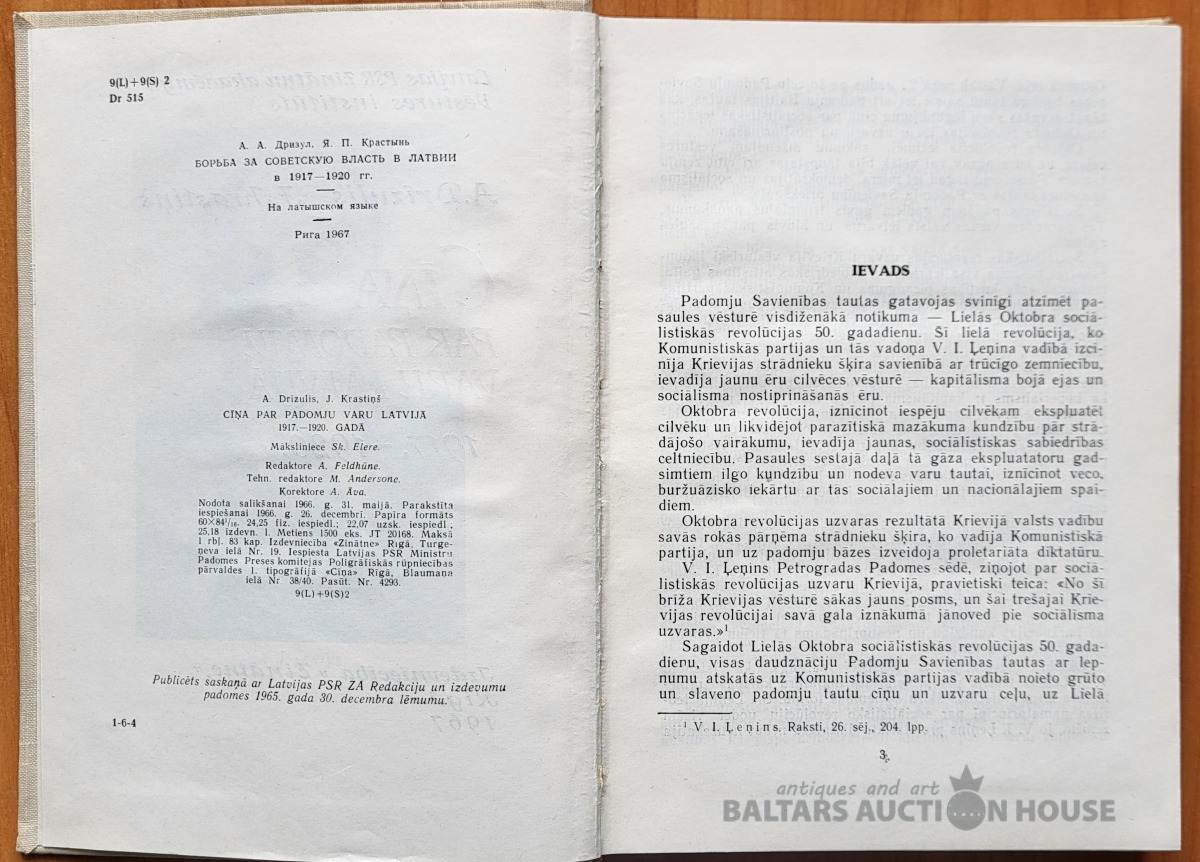 9(L)+9(S) 2
Dr 515
А. А. Дризул, Я. П. Крастынь
БОРЬБА ЗА СОВЕТСКУЮ ВЛАСТЬ В ЛАТВИИ
в 1917—1920 гг.
На латышском языке
Рига 1967
A. Drīzulis, J. Krastiņš
CĪŅA PAR PADOMJU VARU LATVIJĀ
1917.—1920. GADĀ
Māksliniece Sk. Elere.
Redaktore A. Feldhūne.
Tehn. redaktore M. Andersone.
Korektore A. Āva.
Nodota salikšanai 1966. g. 31. maijā. Parakstīta
iespiešanai 1966. g. 26. decembrī. Papīra formāts
60×84¹/₁₆. 24,25 fiz. iespiedl.; 22,07 uzsk. iespiedl.;
25,18 izdevn. l. Metiens 1500 eks. JT 20168. Maksā
1 rbļ. 83 kap. Izdevniecība «Zinātne» Rīgā, Turge-
ņeva ielā Nr. 19. Iespiesta Latvijas PSR Ministru
Padomes Preses komitejas Poligrāfiskās rūpniecības
pārvaldes 1. tipogrāfijā «Cīņa» Rīgā, Blaumaņa
ielā Nr 38/40. Pasūt. Nr. 4293.
9(L)+9(S)2
Publicēts saskaņā ar Latvijas PSR ZA Redakciju un izdevumu
padomes 1965. gada 30. decembra lēmumu.
1-6-4
IEVADS
Padomju Savienības tautas gatavojas svinīgi atzīmēt pa-
saules vēsturē visdiženākā notikuma — Lielās Oktobra sociā-
listiskās revolūcijas 50. gadadienu. Šī lielā revolūcija, ko
Komunistiskās partijas un tās vadoņa V. I. Ļeņina vadībā izcī-
nīja Krievijas strādnieku šķira savienībā ar trūcīgo zemniecību,
ievadīja jaunu ēru cilvēces vēsturē — kapitālisma bojā ejas un
sociālisma nostiprināšanās ēru.
Oktobra revolūcija, iznīcinot iespēju cilvēkam ekspluatēt
cilvēku un likvidējot parazītiskā mazākuma kundzību pār strā-
dājošo vairākumu, ievadīja jaunas, sociālistiskas sabiedrības
celtniecību. Pasaules sestajā daļā tā gāza ekspluatatoru gad-
simtiem ilgo kundzību un nodeva varu tautai, iznīcinot veco,
buržuāzisko iekārtu ar tās sociālajiem un nacionālajiem spai-
diem.
Oktobra revolūcijas uzvaras rezultātā Krievijā valsts vadību
savās rokās pārņēma strādnieku šķira, ko vadīja Komunistiskā
partija, un uz padomju bāzes izveidoja proletariāta diktatūru.
V. I. Ļeņins Petrogradas Padomes sēdē, ziņojot par sociā-
listiskās revolūcijas uzvaru Krievijā, pravietiski teica: «No šī
brīža Krievijas vēsturē sākas jauns posms, un šai trešajai Krie-
vijas revolūcijai savā gala iznākumā jānoved pie sociālisma
uzvaras.»¹
Sagaidot Lielās Oktobra sociālistiskās revolūcijas 50. gada-
dienu, visas daudznāciju Padomju Savienības tautas ar lep-
numu atskatās uz Komunistiskās partijas vadībā noieto grūto
un slaveno padomju tautu cīņu un uzvaru ceļu, uz Lielā
¹ V. I. Ļeņins. Raksti, 26. sēj., 204. lpp.
3
antiques and art
BALTARS AUCTION HOUSE